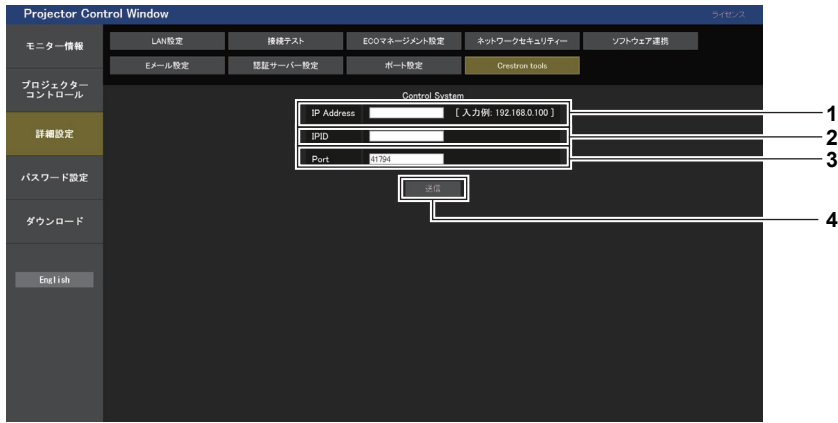 Projector Control Window
ライセンス
モニター情報
プロジェクター
コントロール
詳細設定
パスワード設定
ダウンロード
English
LAN設定
接続テスト
ECOマネージメント設定
ネットワークセキュリティー
ソフトウェア連携
Eメール設定
認証サーバー設定
ポート設定
Crestron tools
Control System
IP Address [ 入力例: 192.168.0.100 ]
IPID
Port 41794
送信
1
2
3
4